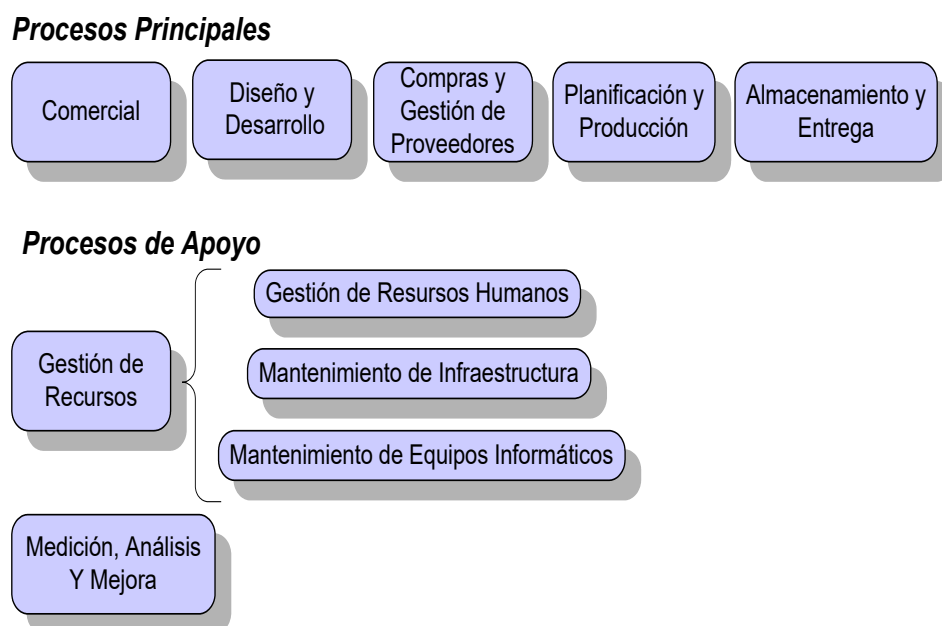 Procesos Principales
Comercial
Diseño y
Desarrollo
Compras y
Gestión de
Proveedores
Planificación y
Producción
Almacenamiento y
Entrega
Procesos de Apoyo
Gestión de
Recursos
Gestión de Resursos Humanos
Mantenimiento de Infraestructura
Mantenimiento de Equipos Informáticos
Medición, Análisis
Y Mejora